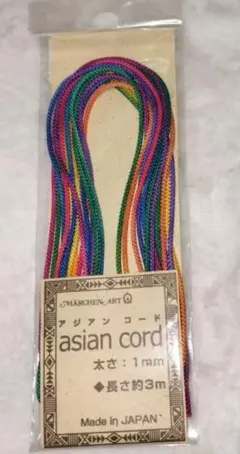 MÄRCHEN ART
アジアン コード
asian cord
太さ：1mm
◆長さ約3m
Made in JAPAN